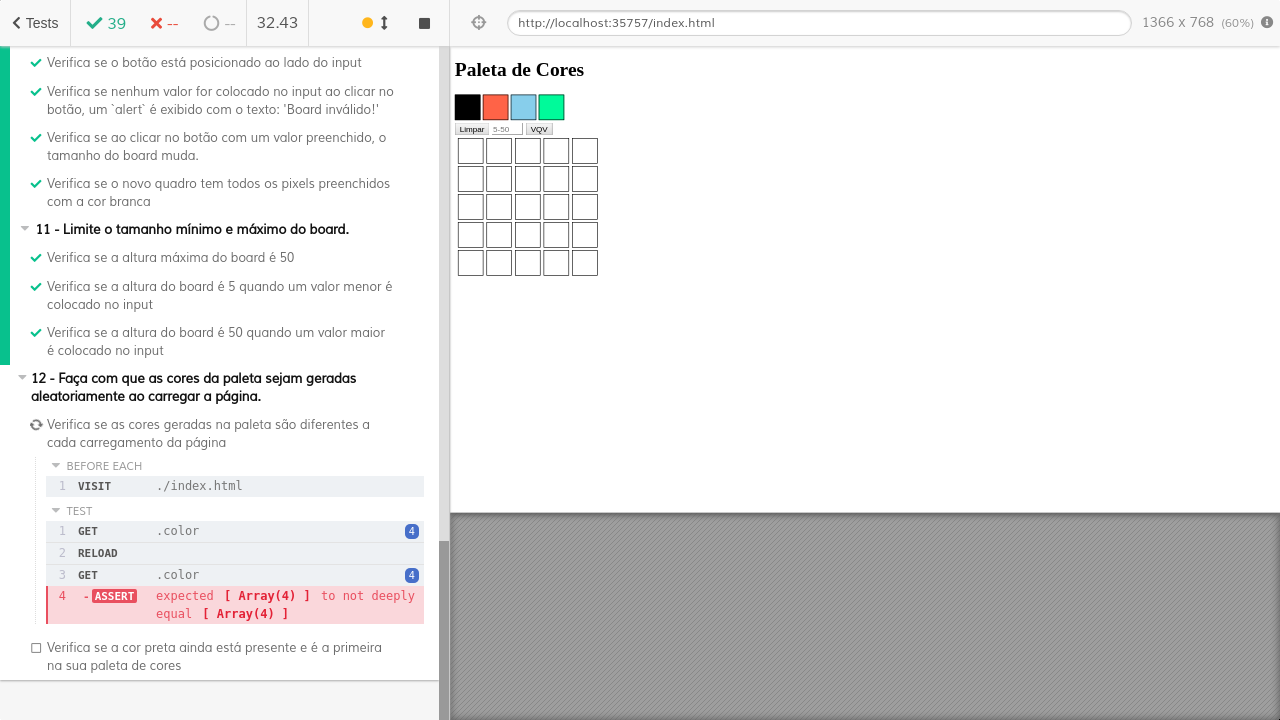 Tests
39
--
--
32.43
http://localhost:35757/index.html
1366 x 768 (60%)
Verifica se o botão está posicionado ao lado do input
Verifica se nenhum valor for colocado no input ao clicar no
botão, um `alert` é exibido com o texto: 'Board inválido!'
Verifica se ao clicar no botão com um valor preenchido, o
tamanho do board muda.
Verifica se o novo quadro tem todos os pixels preenchidos
com a cor branca
11 - Limite o tamanho mínimo e máximo do board.
Verifica se a altura máxima do board é 50
Verifica se a altura do board é 5 quando um valor menor é
colocado no input
Verifica se a altura do board é 50 quando um valor maior
é colocado no input
12 - Faça com que as cores da paleta sejam geradas
aleatoriamente ao carregar a página.
Verifica se as cores geradas na paleta são diferentes a
cada carregamento da página
BEFORE EACH
1 VISIT ./index.html
TEST
1 GET .color 4
2 RELOAD
3 GET .color 4
4 -ASSERT expected [ Array(4) ] to not deeply
equal [ Array(4) ]
Verifica se a cor preta ainda está presente e é a primeira
na sua paleta de cores
Paleta de Cores
Limpar 5-50 VQV